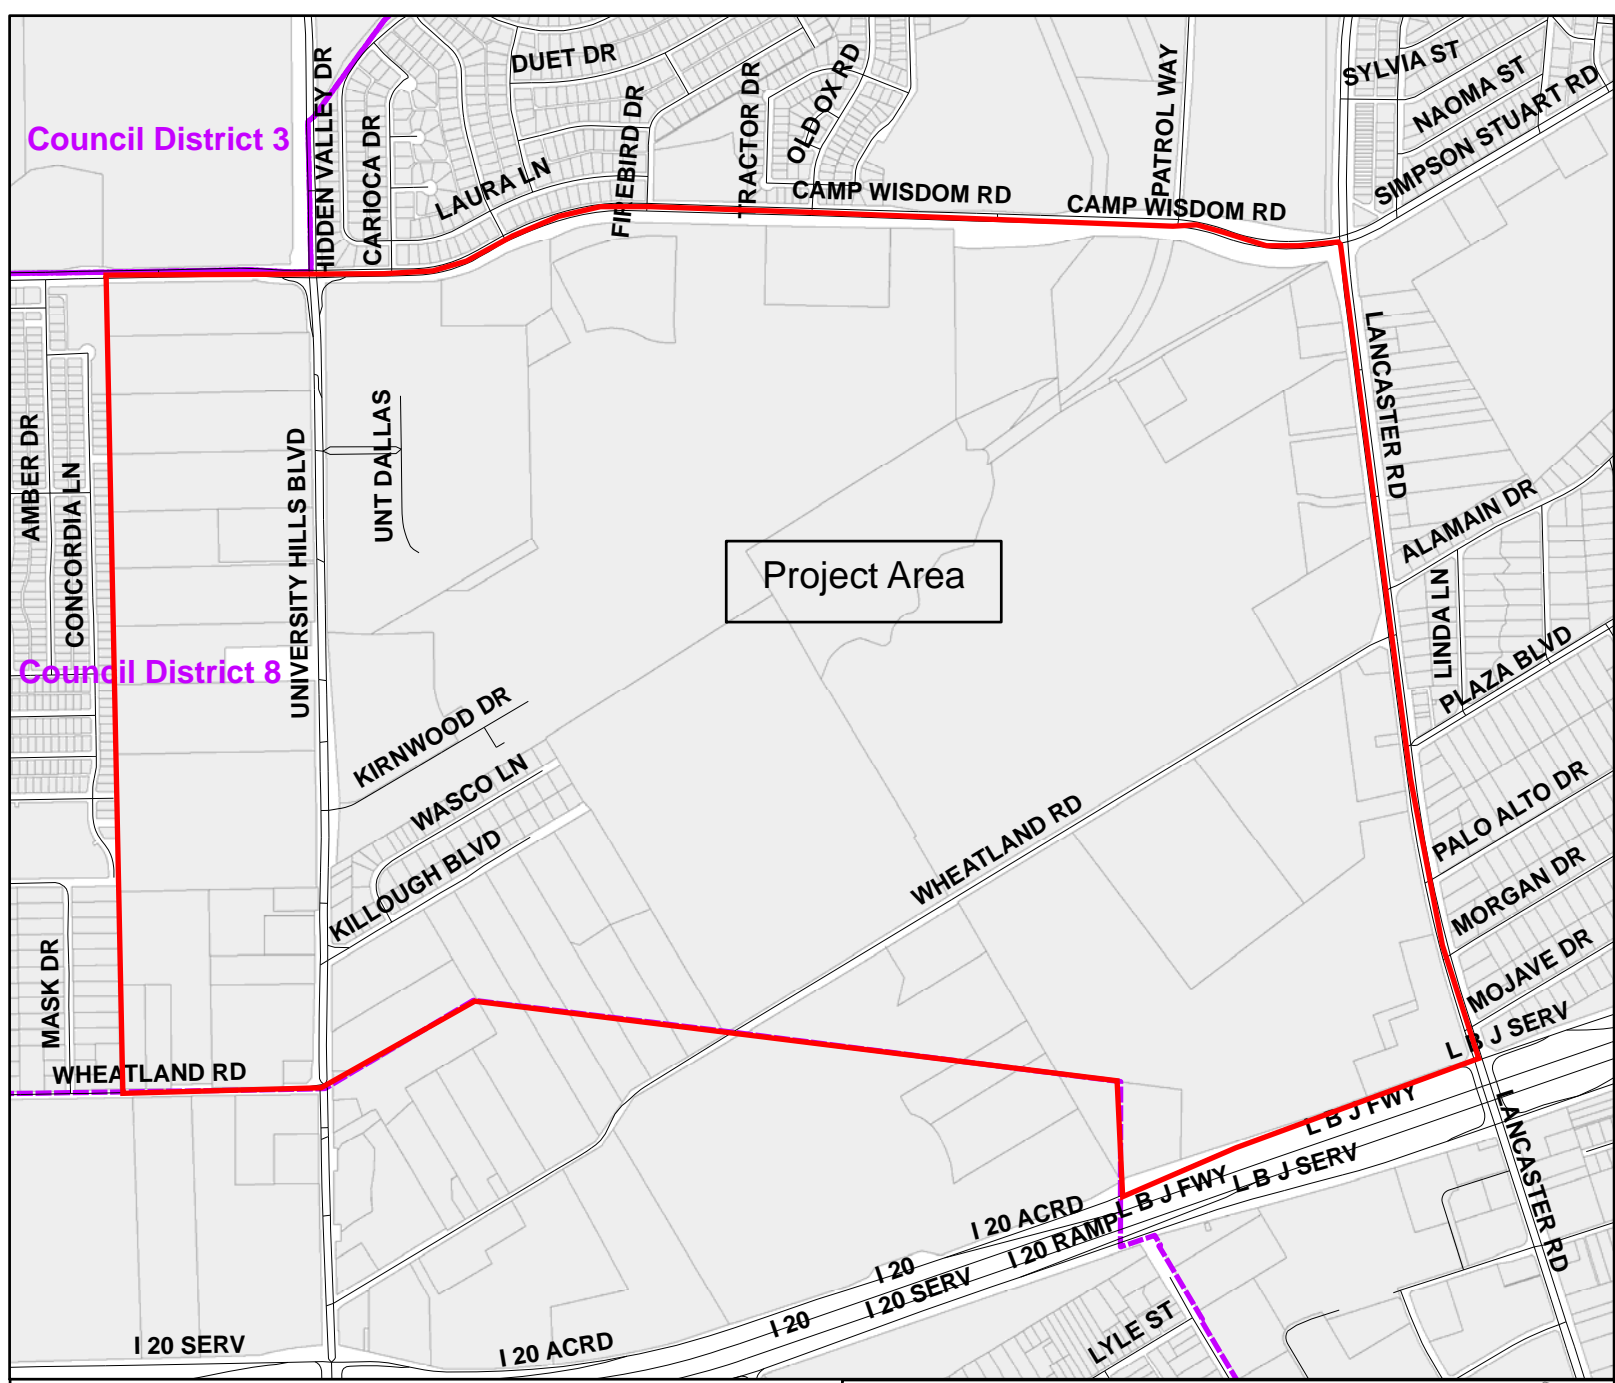 DUET DR
SYLVIA ST
NAOMA ST
SIMPSON STUART RD
PATROL WAY
OLD OX RD
TRACTOR DR
FIREBIRD DR
HIDDEN VALLEY DR
CARIOCA DR
Council District 3
LAURA LN
CAMP WISDOM RD
CAMP WISDOM RD
LANCASTER RD
AMBER DR
CONCORDIA LN
UNIVERSITY HILLS BLVD
UNT DALLAS
ALAMAIN DR
Project Area
LINDA LN
PLAZA BLVD
Council District 8
KIRNWOOD DR
WASCO LN
KILLOUGH BLVD
WHEATLAND RD
PALO ALTO DR
MORGAN DR
MOJAVE DR
MASK DR
L B J SERV
WHEATLAND RD
L B J FWY
LANCASTER RD
L B J SERV
L B J FWY
I 20 ACRD
I 20 RAMP
I 20
I 20 SERV
I 20
LYLE ST
I 20 SERV
I 20 ACRD